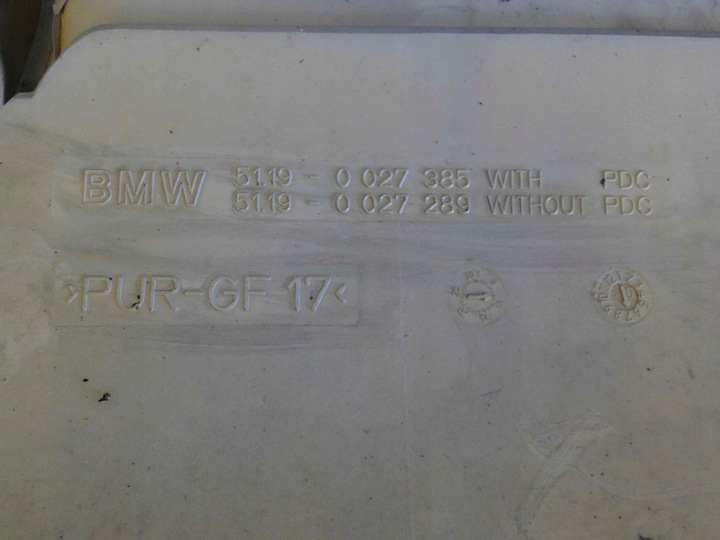 BMW 51.19 - 0 027 385 WITH PDC
51.19 - 0 027 289 WITHOUT PDC
>PUR-GF 17<